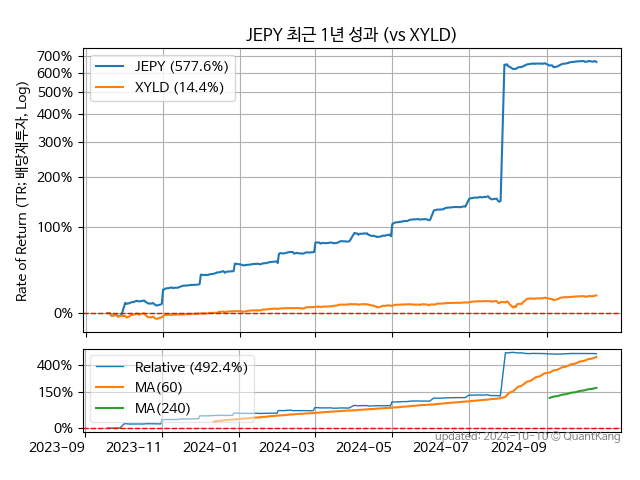 JEPY 최근 1년 성과 (vs XYLD)
Rate of Return (TR; 배당재투자, Log)
700%
600%
500%
400%
300%
200%
100%
0%
JEPY (577.6%)
XYLD (14.4%)
400%
150%
0%
Relative (492.4%)
MA(60)
MA(240)
2023-09 2023-11 2024-01 2024-03 2024-05 2024-07 2024-09
updated: 2024-10-10 © QuantKang